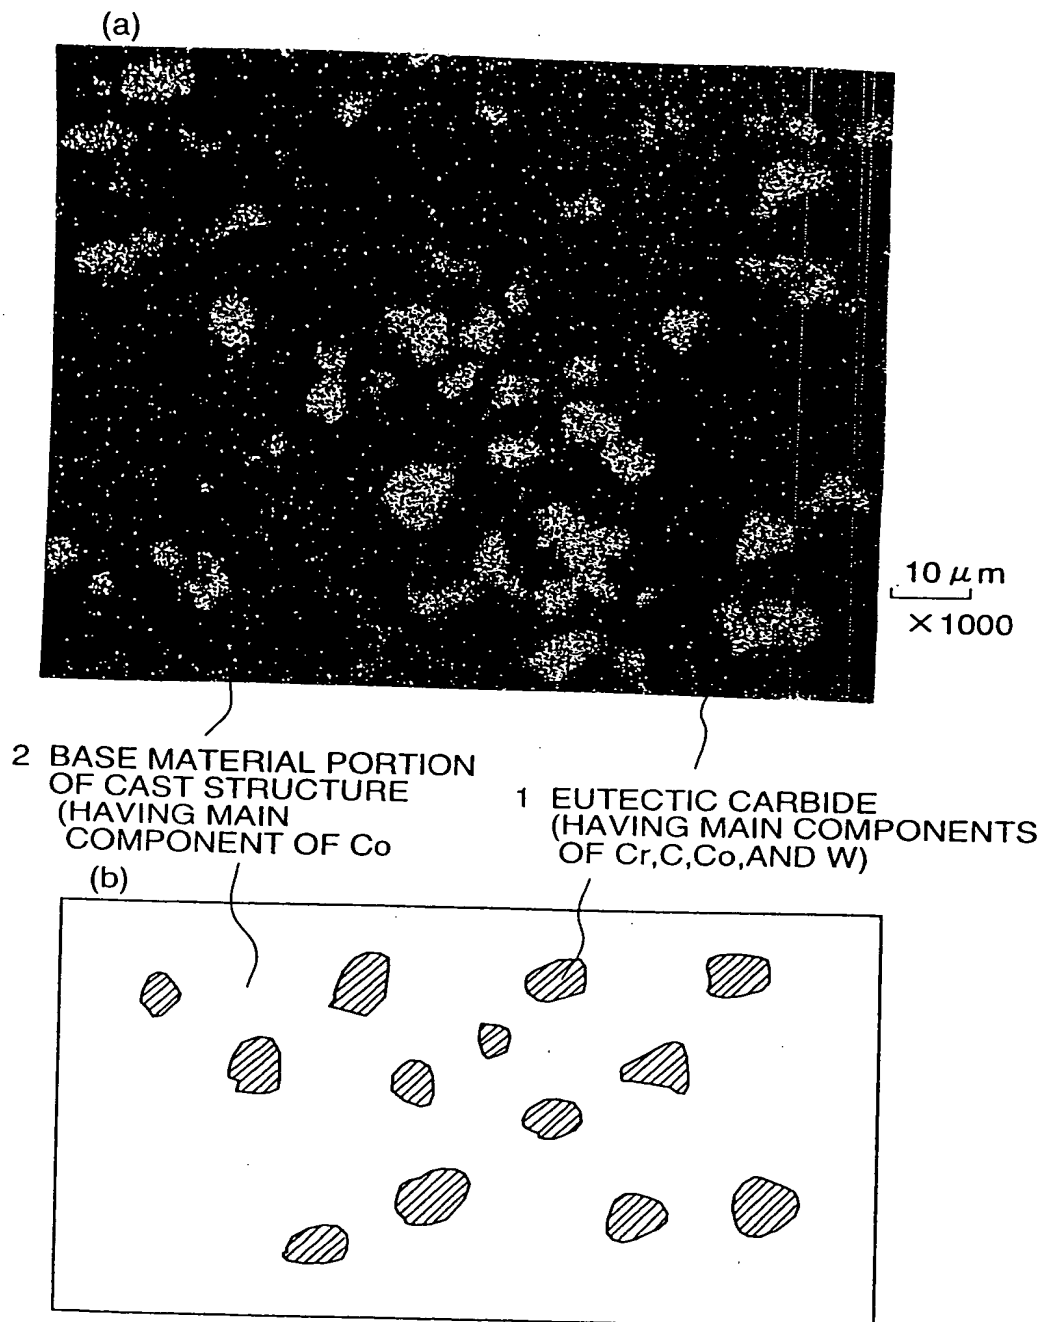 (a)
10 μm
×1000
2 BASE MATERIAL PORTION
OF CAST STRUCTURE
(HAVING MAIN
COMPONENT OF Co
1 EUTECTIC CARBIDE
(HAVING MAIN COMPONENTS
OF Cr,C,Co,AND W)
(b)